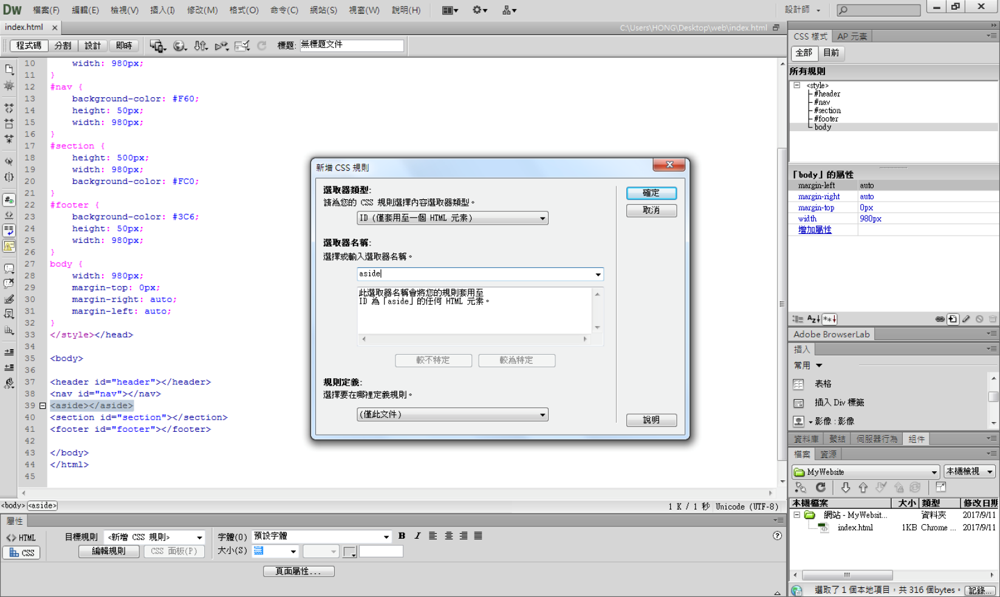 Dw 檔案(F) 編輯(E) 檢視(V) 插入(I) 修改(M) 格式(O) 命令(C) 網站(S) 視窗(W) 說明(H) 設計師
index.html × C:\Users\HONG\Desktop\web\index.html
程式碼 分割 設計 即時 標題: 無標題文件
10 width: 980px;
11 }
12 #nav {
13 background-color: #F60;
14 height: 50px;
15 width: 980px;
16 }
17 #section {
18 height: 500px;
19 width: 980px;
20 background-color: #FC0;
21 }
22 #footer {
23 background-color: #3C6;
24 height: 50px;
25 width: 980px;
26 }
27 body {
28 width: 980px;
29 margin-top: 0px;
30 margin-right: auto;
31 margin-left: auto;
32 }
33 </style></head>
34
35 <body>
36
37 <header id="header"></header>
38 <nav id="nav"></nav>
39 <aside></aside>
40 <section id="section"></section>
41 <footer id="footer"></footer>
42
43 </body>
44 </html>
45
<body> <aside> 1 K / 1 秒 Unicode (UTF-8)
新增 CSS 規則
選取器類型:
請為您的 CSS 規則選擇內容選取器類型。
ID (僅套用至一個 HTML 元素)
選取器名稱:
選擇或輸入選取器名稱。
aside
此選取器名稱會將您的規則套用至
ID 為「aside」的任何 HTML 元素。
較不特定 較為特定
規則定義:
選擇要在哪裡定義規則。
(僅此文件)
確定
取消
說明
屬性
<> HTML 目標規則 <新增 CSS 規則> 字體(O) 預設字體 B I
CSS 編輯規則 CSS 面板(P) 大小(S) 無
頁面屬性...
CSS 樣式 AP 元素
全部 目前
所有規則
<style>
#header
#nav
#section
#footer
body
「body」的屬性
margin-left auto
margin-right auto
margin-top 0px
width 980px
增加屬性
Adobe BrowserLab
插入
常用
表格
插入 Div 標籤
影像 : 影像
資料庫 繫結 伺服器行為 組件
檔案 資源
MyWebsite 本機檢視
本機檔案 大小 類型 修改日期
網站 - MyWebsit... 資料夾 2017/9/11
index.html 1KB Chrome ... 2017/9/11
選取了 1 個本地項目，共 316 個bytes。 記錄...